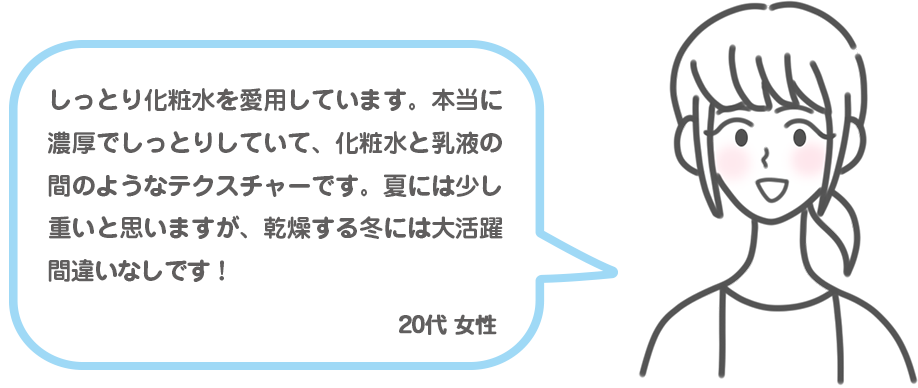 しっとり化粧水を愛用しています。本当に
濃厚でしっとりしていて、化粧水と乳液の
間のようなテクスチャーです。夏には少し
重いと思いますが、乾燥する冬には大活躍
間違いなしです！
20代 女性